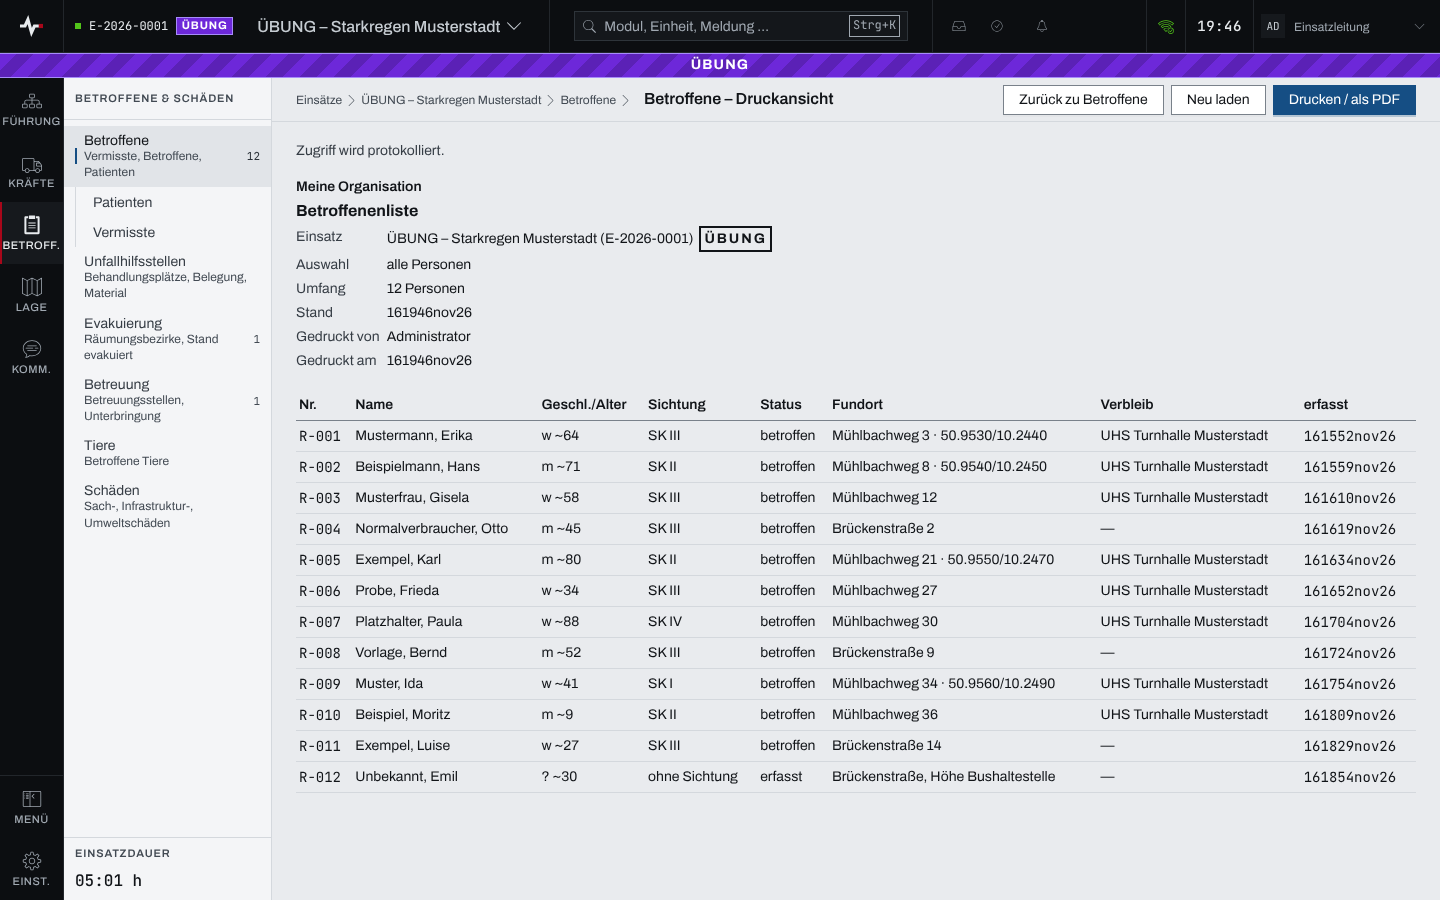 E-2026-0001 ÜBUNG ÜBUNG – Starkregen Musterstadt Modul, Einheit, Meldung ... Strg+K 19:46 AD Einsatzleitung
ÜBUNG
FÜHRUNG
KRÄFTE
BETROFF.
LAGE
KOMM.
MENÜ
EINST.
BETROFFENE & SCHÄDEN
Betroffene
Vermisste, Betroffene, 12
Patienten
Patienten
Vermisste
Unfallhilfsstellen
Behandlungsplätze, Belegung,
Material
Evakuierung
Räumungsbezirke, Stand 1
evakuiert
Betreuung
Betreuungsstellen, 1
Unterbringung
Tiere
Betroffene Tiere
Schäden
Sach-, Infrastruktur-,
Umweltschäden
EINSATZDAUER
05:01 h
Einsätze ÜBUNG – Starkregen Musterstadt Betroffene Betroffene – Druckansicht Zurück zu Betroffene Neu laden Drucken / als PDF
Zugriff wird protokolliert.
Meine Organisation
Betroffenenliste
Einsatz ÜBUNG – Starkregen Musterstadt (E-2026-0001) ÜBUNG
Auswahl alle Personen
Umfang 12 Personen
Stand 161946nov26
Gedruckt von Administrator
Gedruckt am 161946nov26
Nr. Name Geschl./Alter Sichtung Status Fundort Verbleib erfasst
R-001 Mustermann, Erika w ~64 SK III betroffen Mühlbachweg 3 · 50.9530/10.2440 UHS Turnhalle Musterstadt 161552nov26
R-002 Beispielmann, Hans m ~71 SK II betroffen Mühlbachweg 8 · 50.9540/10.2450 UHS Turnhalle Musterstadt 161559nov26
R-003 Musterfrau, Gisela w ~58 SK III betroffen Mühlbachweg 12 UHS Turnhalle Musterstadt 161610nov26
R-004 Normalverbraucher, Otto m ~45 SK III betroffen Brückenstraße 2 — 161619nov26
R-005 Exempel, Karl m ~80 SK II betroffen Mühlbachweg 21 · 50.9550/10.2470 UHS Turnhalle Musterstadt 161634nov26
R-006 Probe, Frieda w ~34 SK III betroffen Mühlbachweg 27 UHS Turnhalle Musterstadt 161652nov26
R-007 Platzhalter, Paula w ~88 SK IV betroffen Mühlbachweg 30 UHS Turnhalle Musterstadt 161704nov26
R-008 Vorlage, Bernd m ~52 SK III betroffen Brückenstraße 9 — 161724nov26
R-009 Muster, Ida w ~41 SK I betroffen Mühlbachweg 34 · 50.9560/10.2490 UHS Turnhalle Musterstadt 161754nov26
R-010 Beispiel, Moritz m ~9 SK II betroffen Mühlbachweg 36 UHS Turnhalle Musterstadt 161809nov26
R-011 Exempel, Luise w ~27 SK III betroffen Brückenstraße 14 — 161829nov26
R-012 Unbekannt, Emil ? ~30 ohne Sichtung erfasst Brückenstraße, Höhe Bushaltestelle — 161854nov26